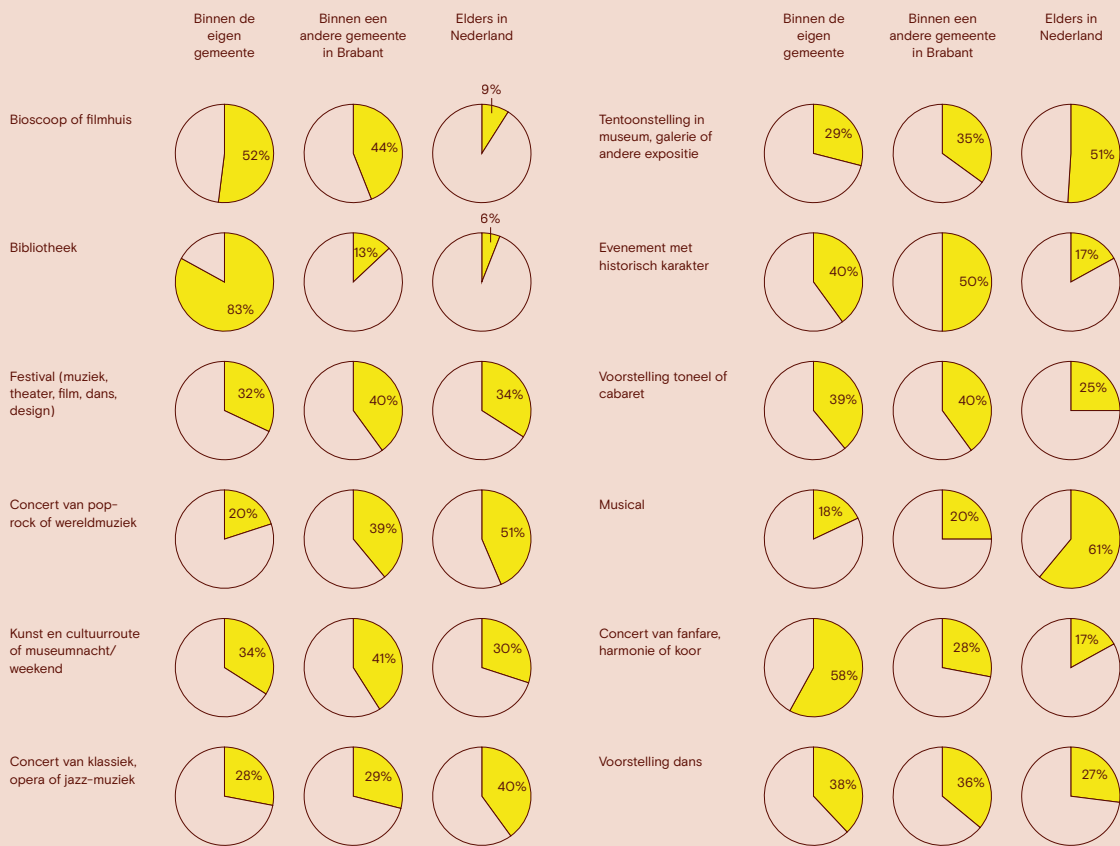 Binnen de
eigen
gemeente
Binnen een
andere gemeente
in Brabant
Elders in
Nederland
Bioscoop of filmhuis
52%
44%
9%
Bibliotheek
83%
13%
6%
Festival (muziek,
theater, film, dans,
design)
32%
40%
34%
Concert van pop-
rock of wereldmuziek
20%
39%
51%
Kunst en cultuurroute
of museumnacht/
weekend
34%
41%
30%
Concert van klassiek,
opera of jazz-muziek
28%
29%
40%
Binnen de
eigen
gemeente
Binnen een
andere gemeente
in Brabant
Elders in
Nederland
Tentoonstelling in
museum, galerie of
andere expositie
29%
35%
51%
Evenement met
historisch karakter
40%
50%
17%
Voorstelling toneel of
cabaret
39%
40%
25%
Musical
18%
20%
61%
Concert van fanfare,
harmonie of koor
58%
28%
17%
Voorstelling dans
38%
36%
27%